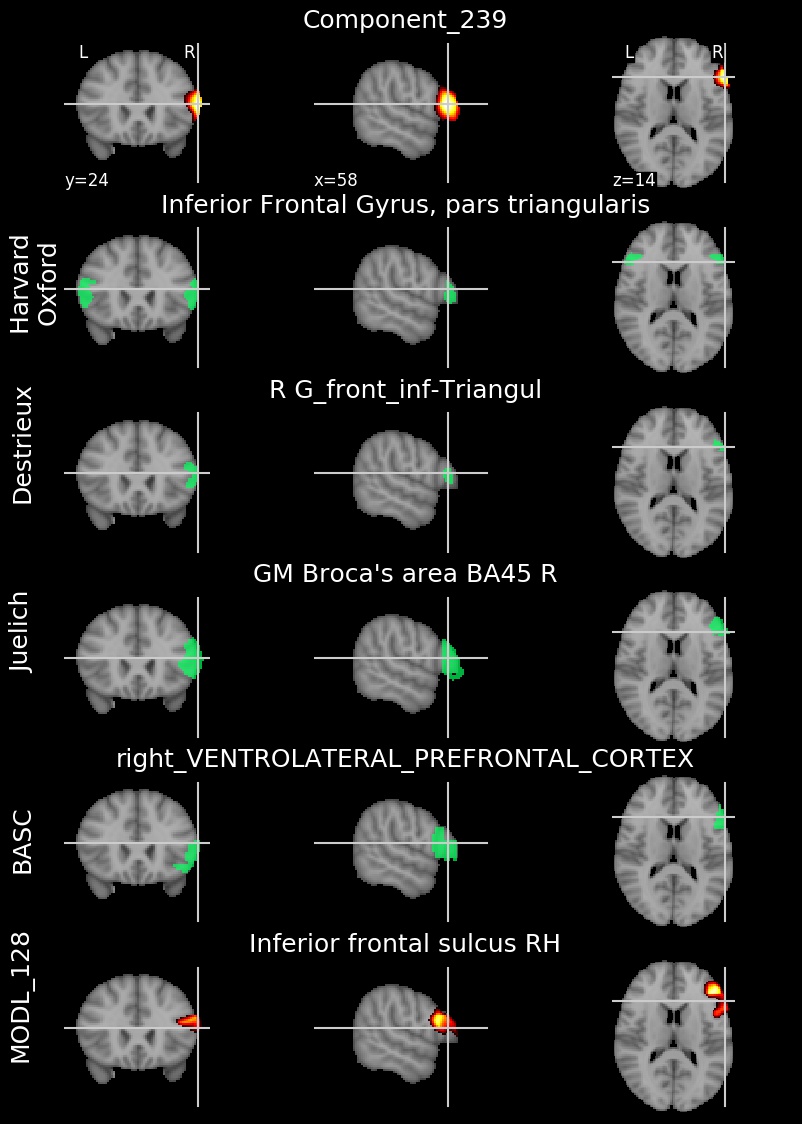 Component_239
L R L R
y=24 x=58 z=14
Inferior Frontal Gyrus, pars triangularis
Harvard
Oxford
R G_front_inf-Triangul
Destrieux
GM Broca's area BA45 R
Juelich
right_VENTROLATERAL_PREFRONTAL_CORTEX
BASC
Inferior frontal sulcus RH
MODL_128